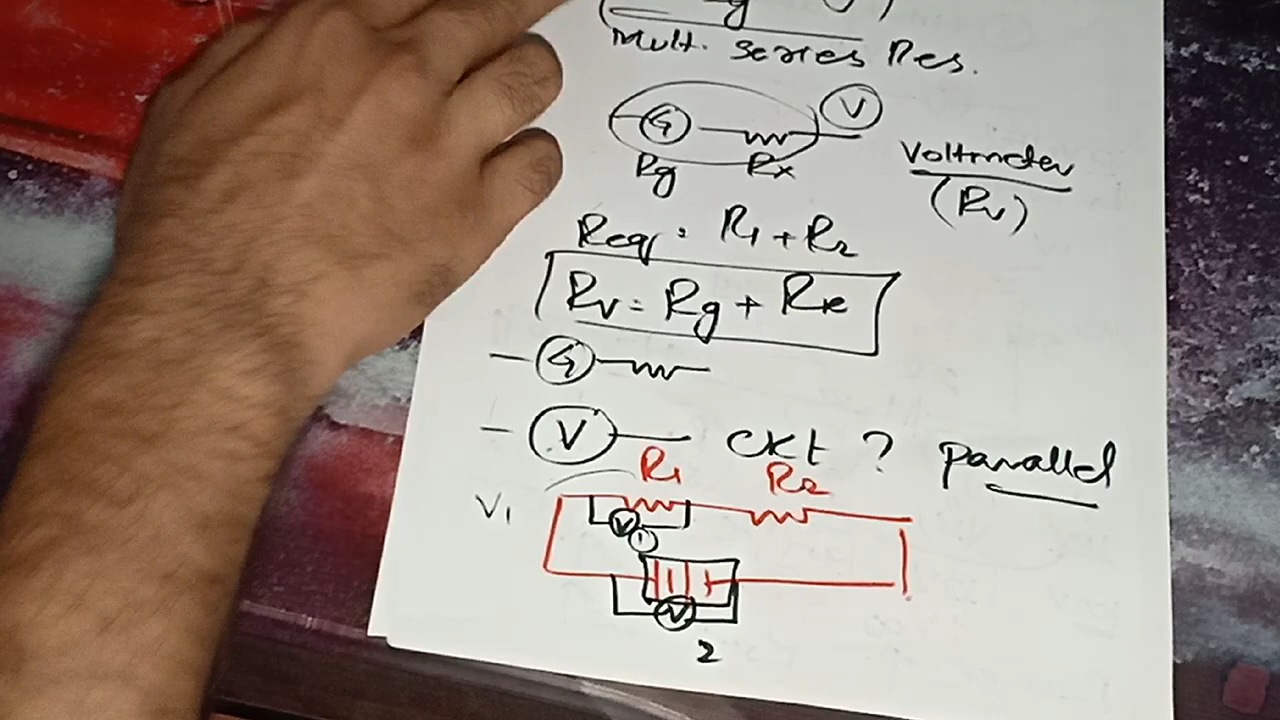 Mult. Series Res.
G V
Rg Rx
Voltmeter
(Rv)
Req = R1 + R2
Rv = Rg + Rx
G
V ckt ? parallel
R1 R2
V1
V
1
V
2